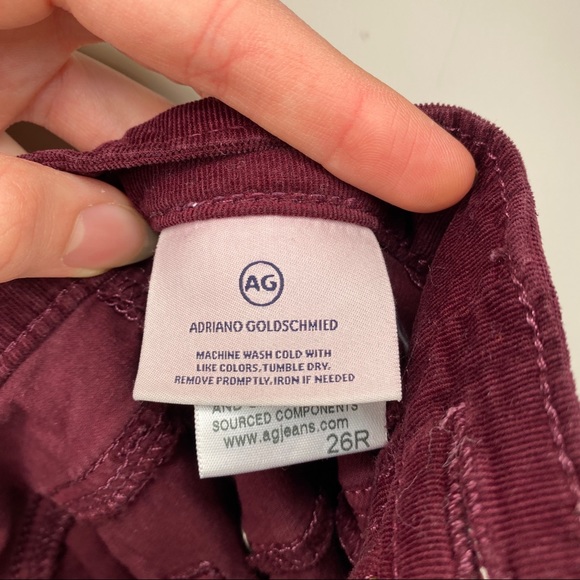 AG
ADRIANO GOLDSCHMIED
MACHINE WASH COLD WITH
LIKE COLORS, TUMBLE DRY,
REMOVE PROMPTLY, IRON IF NEEDED
AND
SOURCED COMPONENTS
www.agjeans.com
26R